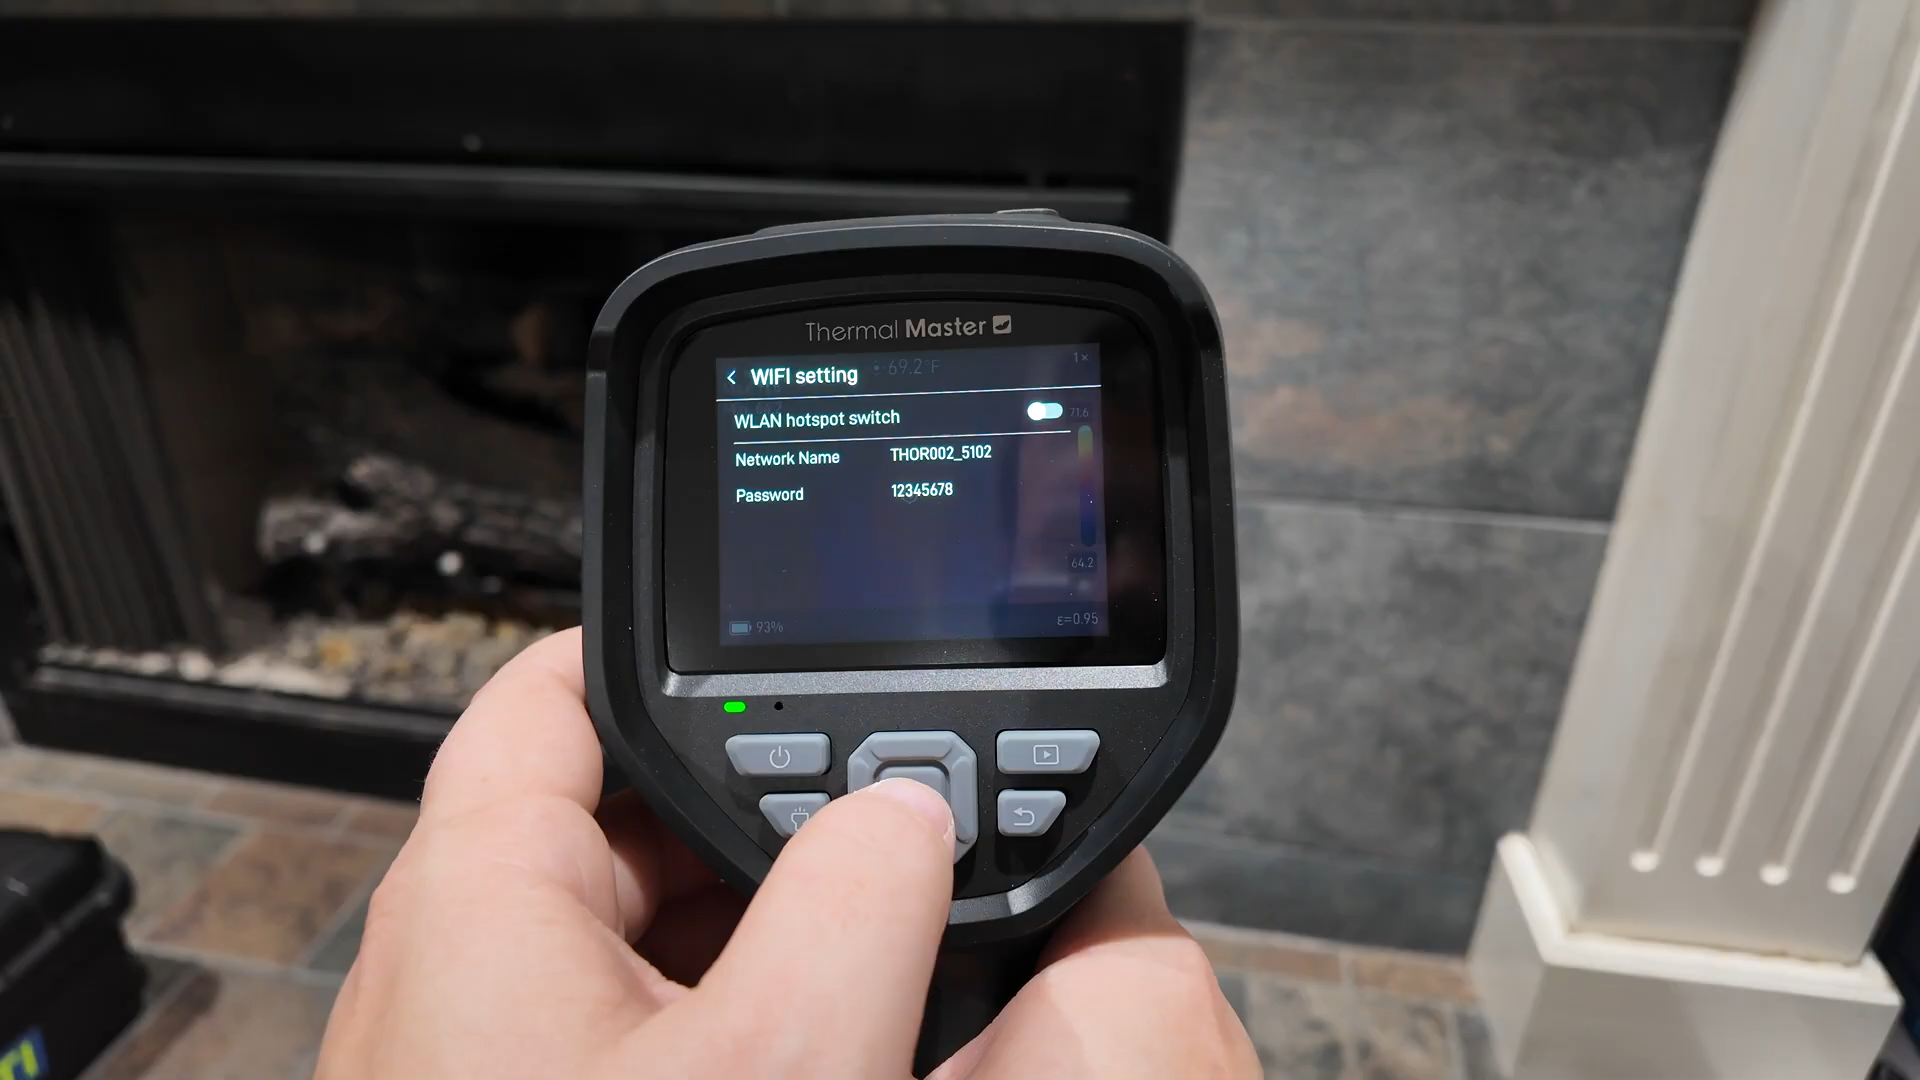 Thermal Master
WIFI setting
69.2°F
1×
WLAN hotspot switch
71.6
Network Name THOR002_5102
Password 12345678
64.2
93%
ε=0.95